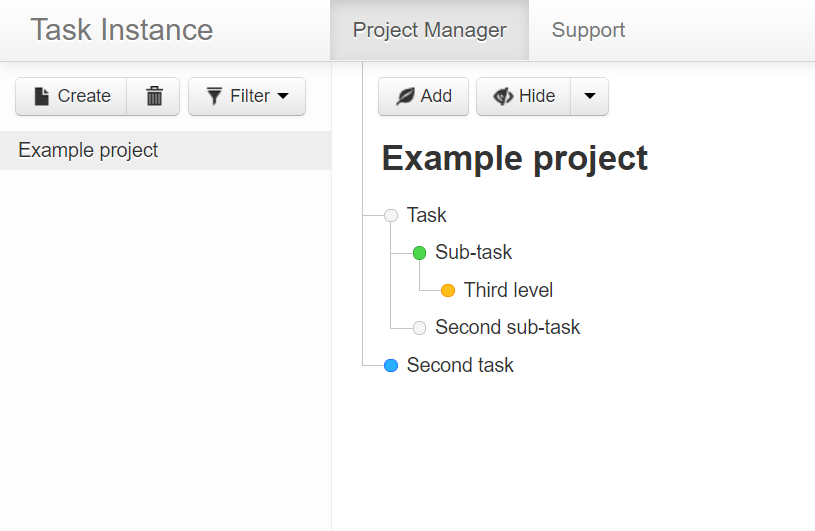 Task Instance
Project Manager
Support
Create
Filter
Add
Hide
Example project
Example project
Task
Sub-task
Third level
Second sub-task
Second task